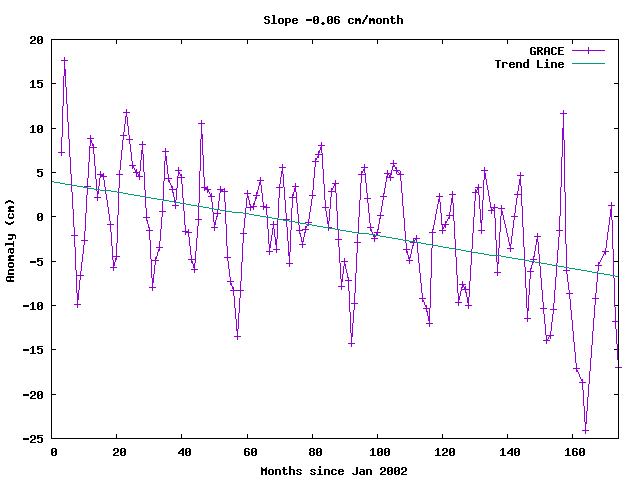 Slope -0.06 cm/month
GRACE
Trend Line
20
15
10
5
0
-5
-10
-15
-20
-25
Anomaly (cm)
0 20 40 60 80 100 120 140 160
Months since Jan 2002